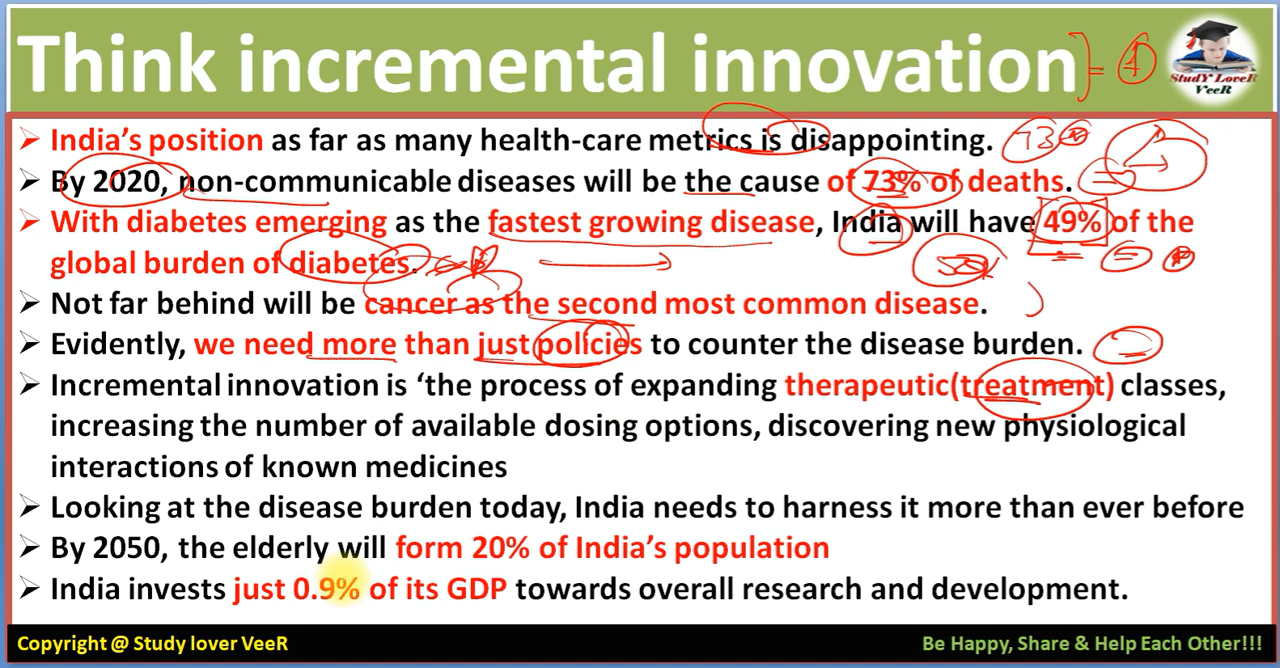 Think incremental innovation
StudY LoveR
VeeR
➢ India's position as far as many health-care metrics is disappointing.
➢ By 2020, non-communicable diseases will be the cause of 73% of deaths.
➢ With diabetes emerging as the fastest growing disease, India will have 49% of the
global burden of diabetes.
➢ Not far behind will be cancer as the second most common disease.
➢ Evidently, we need more than just policies to counter the disease burden.
➢ Incremental innovation is ‘the process of expanding therapeutic(treatment) classes,
increasing the number of available dosing options, discovering new physiological
interactions of known medicines
➢ Looking at the disease burden today, India needs to harness it more than ever before
➢ By 2050, the elderly will form 20% of India's population
➢ India invests just 0.9% of its GDP towards overall research and development.
Copyright @ Study lover VeeR
Be Happy, Share & Help Each Other!!!